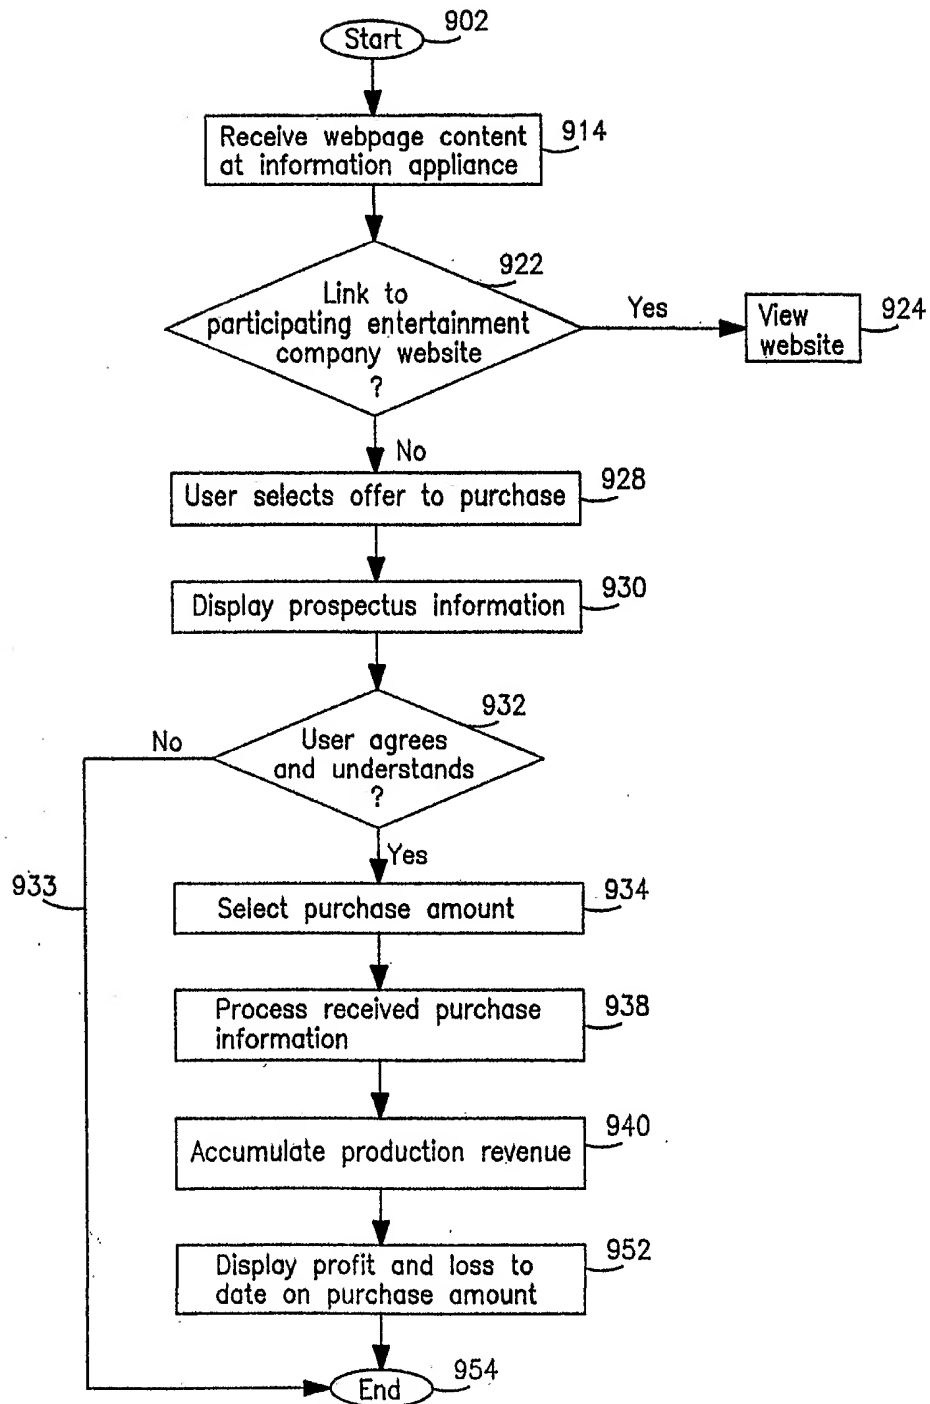 Start
902
Receive webpage content
at information appliance
914
922
Link to
participating entertainment
company website
?
Yes
View
website
924
No
User selects offer to purchase
928
Display prospectus information
930
932
No
User agrees
and understands
?
Yes
933
Select purchase amount
934
Process received purchase
information
938
Accumulate production revenue
940
Display profit and loss to
date on purchase amount
952
End
954